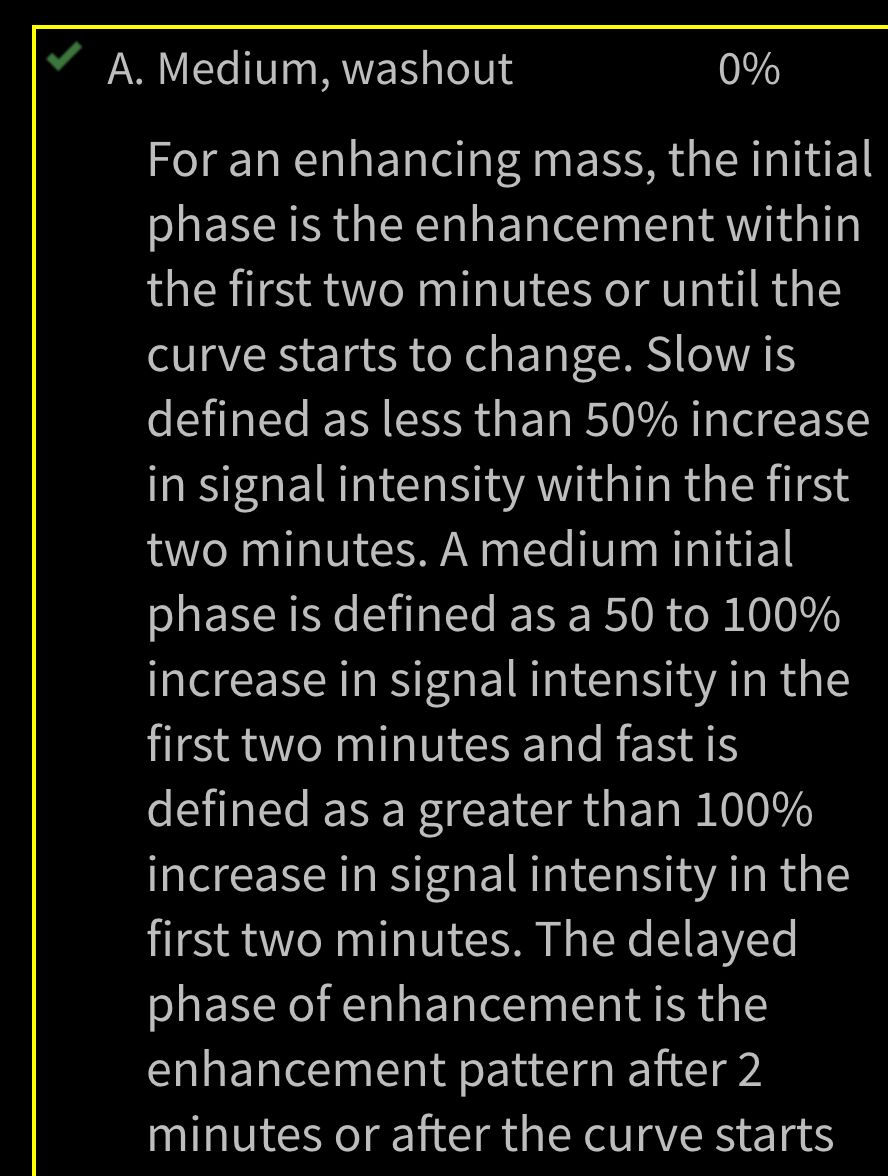 A. Medium, washout 0%
For an enhancing mass, the initial
phase is the enhancement within
the first two minutes or until the
curve starts to change. Slow is
defined as less than 50% increase
in signal intensity within the first
two minutes. A medium initial
phase is defined as a 50 to 100%
increase in signal intensity in the
first two minutes and fast is
defined as a greater than 100%
increase in signal intensity in the
first two minutes. The delayed
phase of enhancement is the
enhancement pattern after 2
minutes or after the curve starts